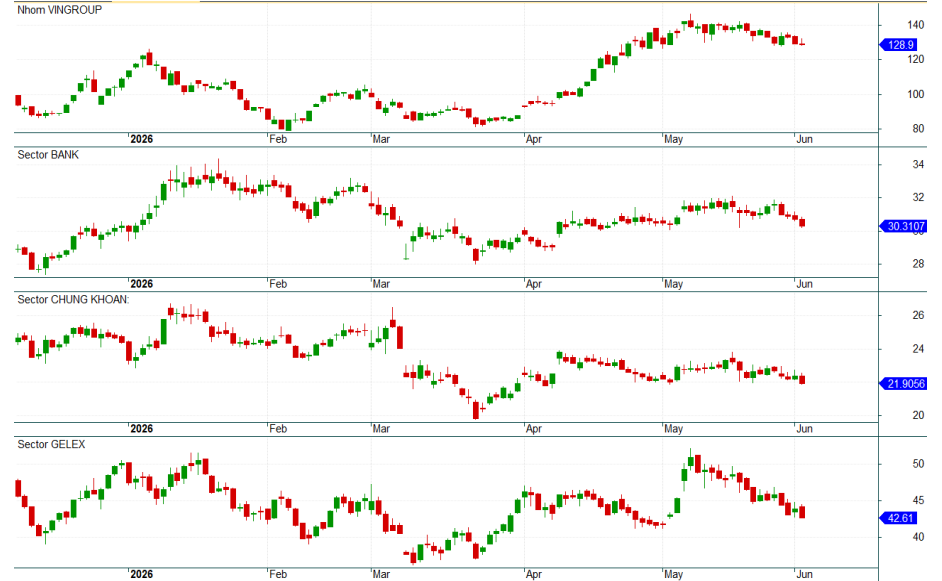 Nhom VINGROUP
140
128.9
120
100
80
2026 Feb Mar Apr May Jun
Sector BANK
34
32
30.3107
30
28
2026 Feb Mar Apr May Jun
Sector CHUNG KHOAN:
26
24
21.9056
20
2026 Feb Mar Apr May Jun
Sector GELEX
50
45
42.61
40
2026 Feb Mar Apr May Jun